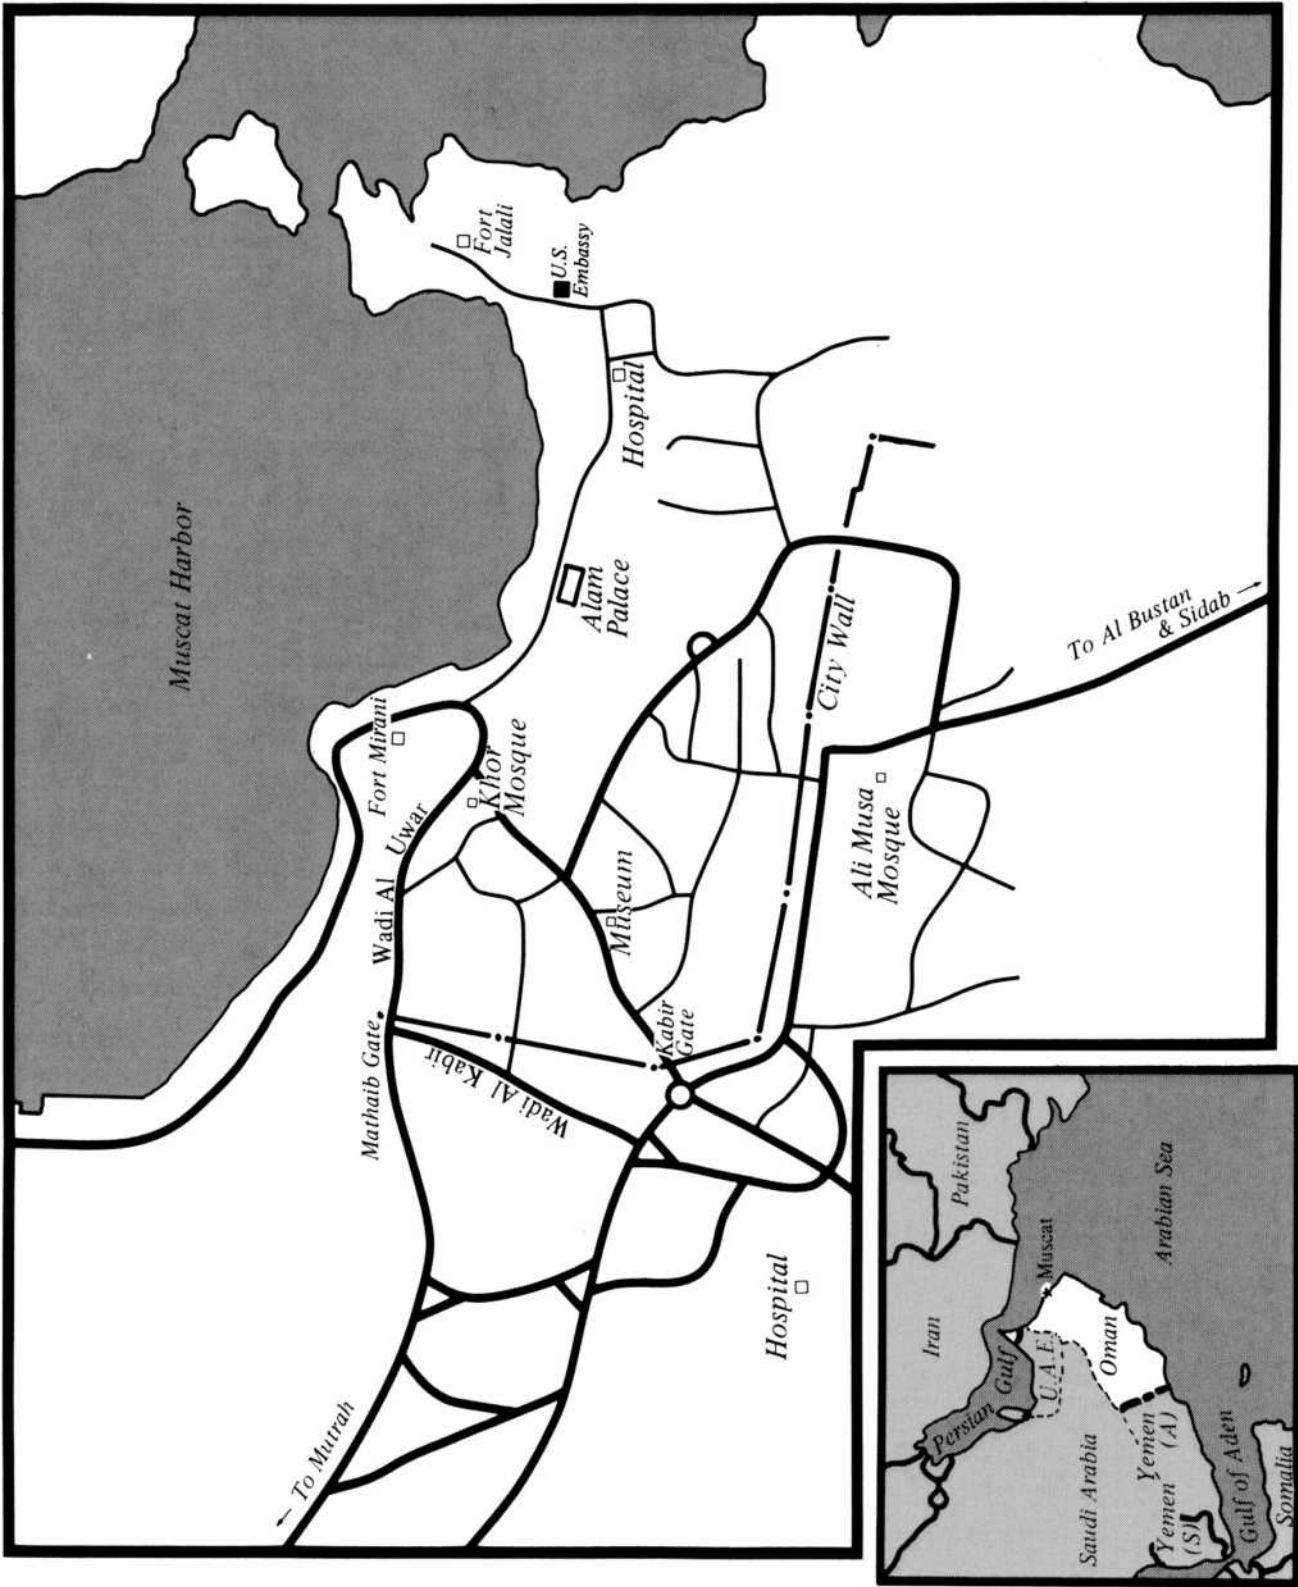 Muscat Harbor
Fort
Jalali
U.S.
Embassy
Hospital
Alam
Palace
Fort Mirani
Khor
Mosque
Wadi Al Uwar
Museum
City Wall
To Al Bustan
& Sidab
Ali Musa
Mosque
Mathaib Gate
Kabir
Gate
Wadi Al Kabir
Hospital
To Mutrah
Pakistan
Iran
Muscat
Arabian Sea
Persian Gulf
U.A.E.
Oman
Saudi Arabia
Yemen
(A)
Yemen
(S)
Gulf of Aden
Somalia